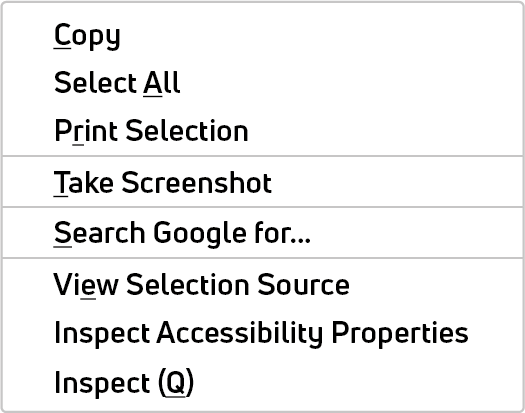 Copy
Select All
Print Selection
Take Screenshot
Search Google for...
View Selection Source
Inspect Accessibility Properties
Inspect (Q)